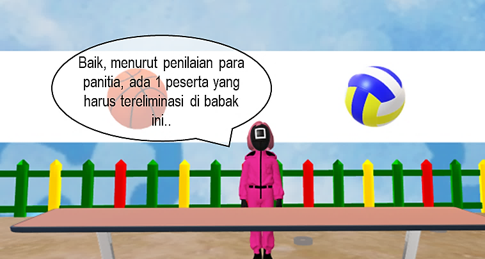 Baik, menurut penilaian para
panitia, ada 1 peserta yang
harus tereliminasi di babak
ini..